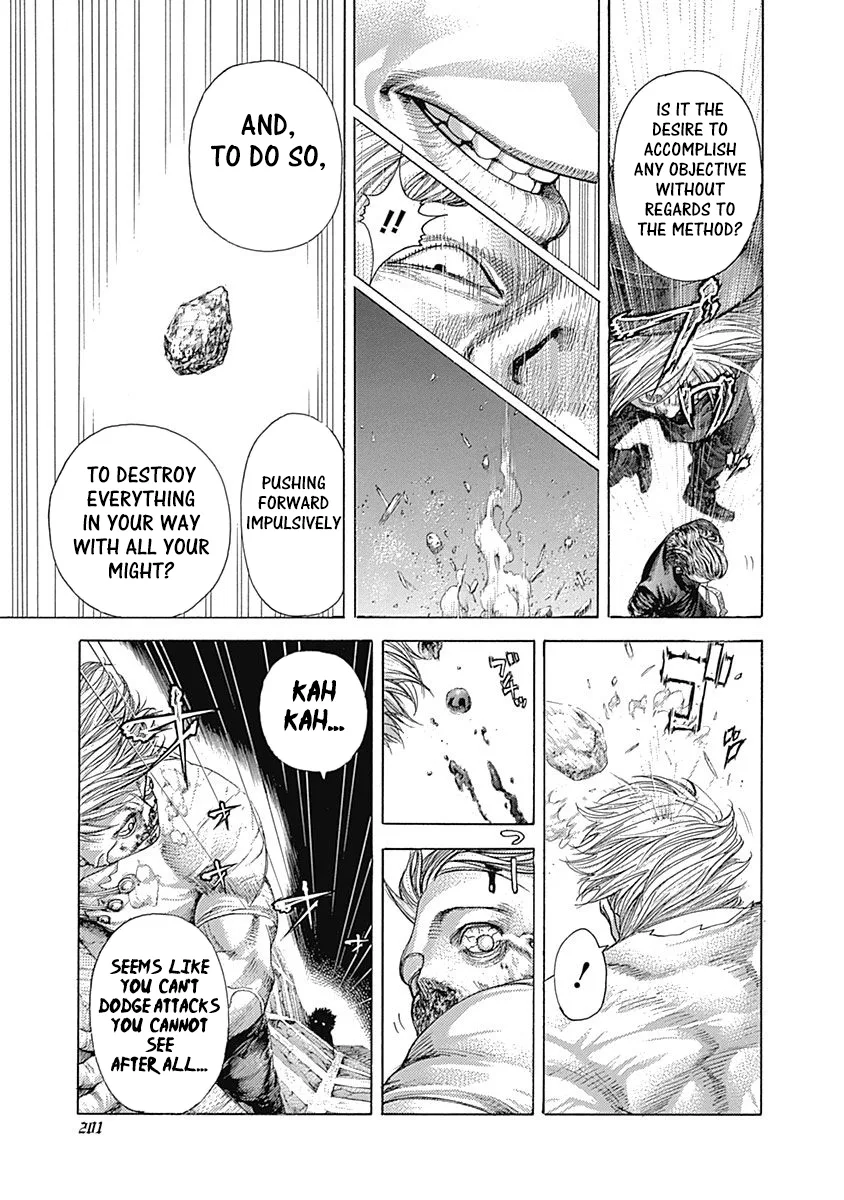 IS IT THE
DESIRE TO
ACCOMPLISH
ANY OBJECTIVE
WITHOUT
REGARDS TO
THE METHOD?
!!
AND,
TO DO SO,
PUSHING
FORWARD
IMPULSIVELY
TO DESTROY
EVERYTHING
IN YOUR WAY
WITH ALL YOUR
MIGHT?
!
KAH
KAH...
SEEMS LIKE
YOU CAN'T
DODGE ATTACKS
YOU CANNOT
SEE
AFTER ALL...
201